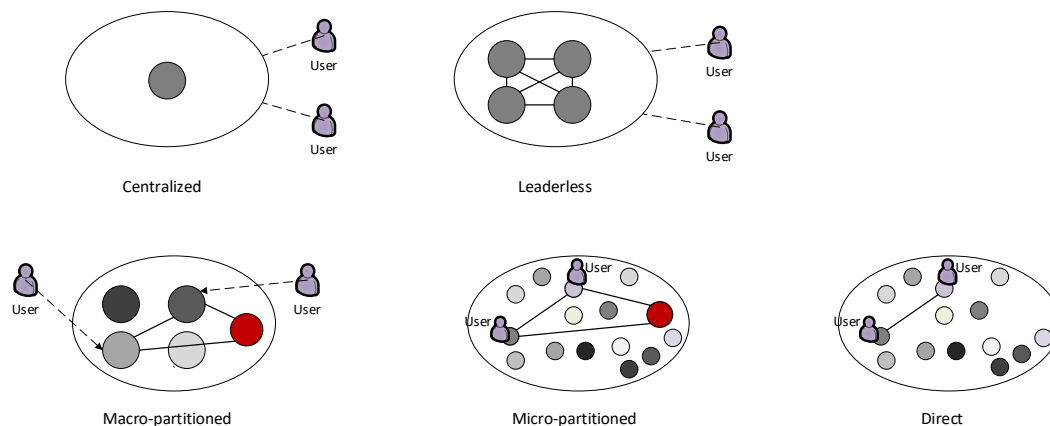 User
User
Centralized
User
User
Leaderless
User
User
Macro-partitioned
User
User
Micro-partitioned
User
User
Direct